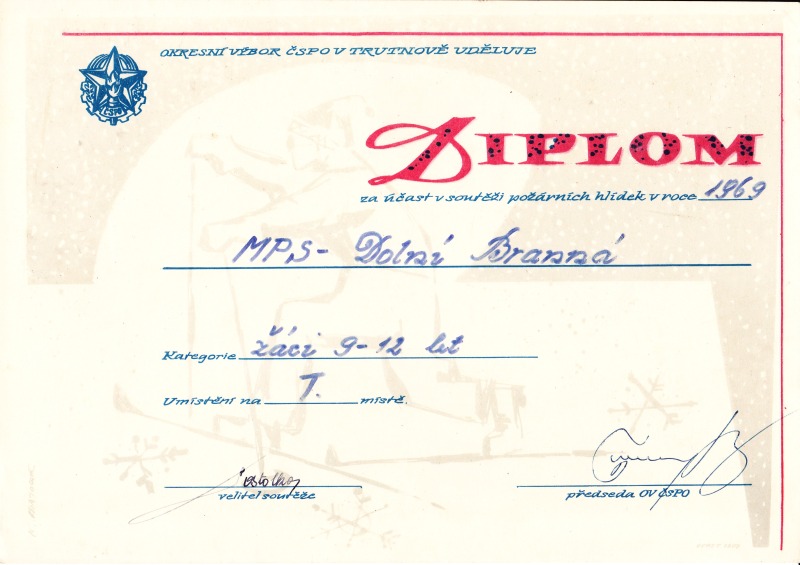 OKRESNÍ VÝBOR ČSPO V TRUTNOVĚ UDĚLUJE
ČSPO
DIPLOM
za účast v soutěži požárních hlídek v roce 1969
MPS - Dolní Branná
Kategorie žáci 9-12 let
Umístění na I. místě.
velitel soutěže
předseda OV ČSPO